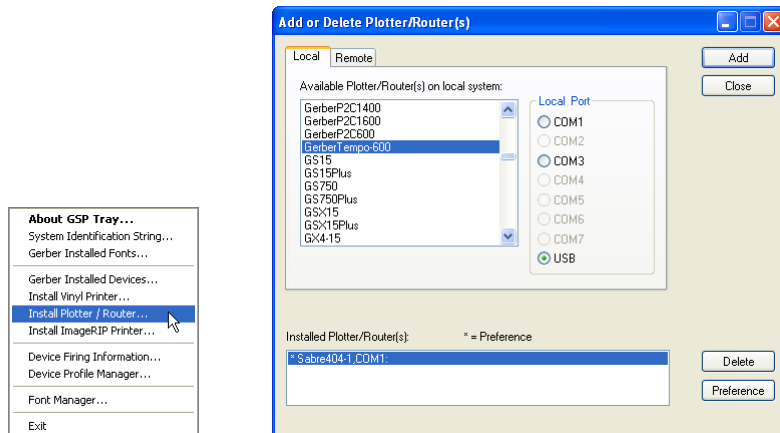 About GSP Tray...
System Identification String...
Gerber Installed Fonts...
Gerber Installed Devices...
Install Vinyl Printer...
Install Plotter / Router...
Install ImageRIP Printer...
Device Firing Information...
Device Profile Manager...
Font Manager...
Exit
Add or Delete Plotter/Router(s)
Local Remote
Available Plotter/Router(s) on local system:
GerberP2C1400
GerberP2C1600
GerberP2C600
GerberTempo-600
GS15
GS15Plus
GS750
GS750Plus
GSX15
GSX15Plus
GX4-15
Local Port
COM1
COM2
COM3
COM4
COM5
COM6
COM7
USB
Add
Close
Installed Plotter/Router(s): * = Preference
* Sabre404-1,COM1:
Delete
Preference